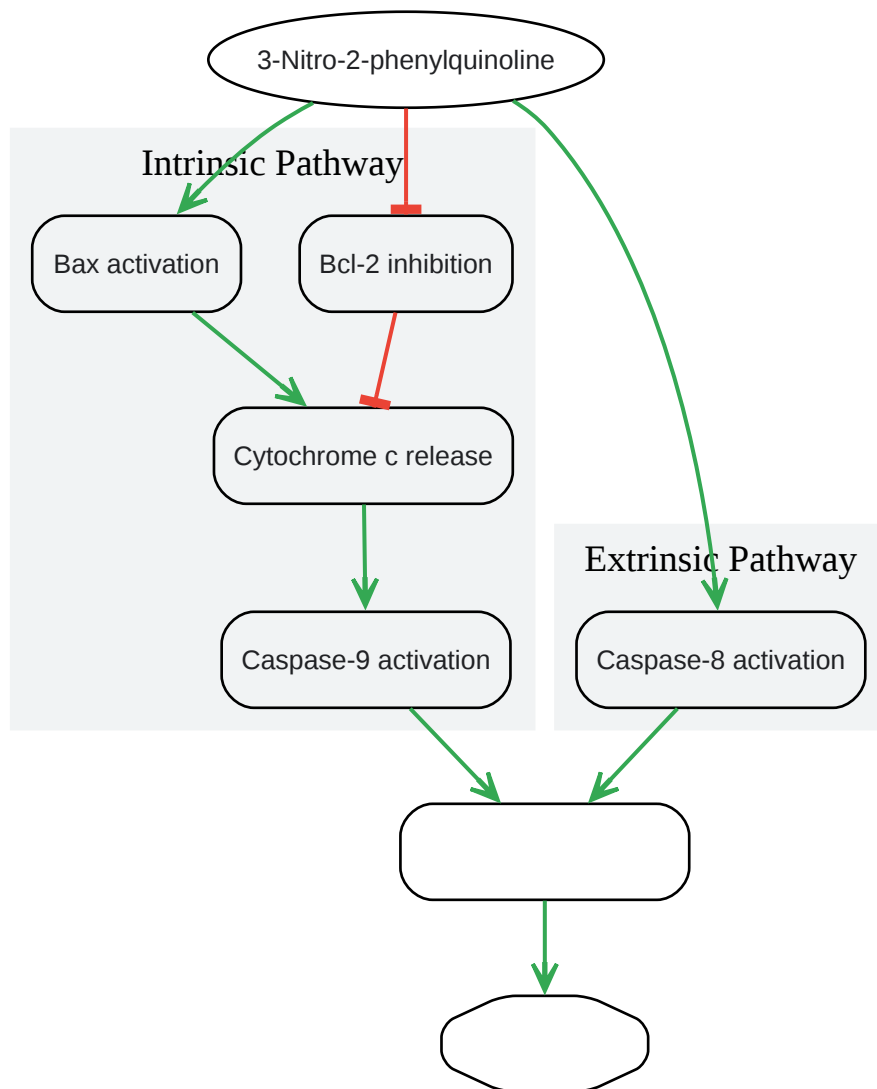 3-Nitro-2-phenylquinoline
Intrinsic Pathway
Bax activation
Bcl-2 inhibition
Cytochrome c release
Extrinsic Pathway
Caspase-9 activation
Caspase-8 activation